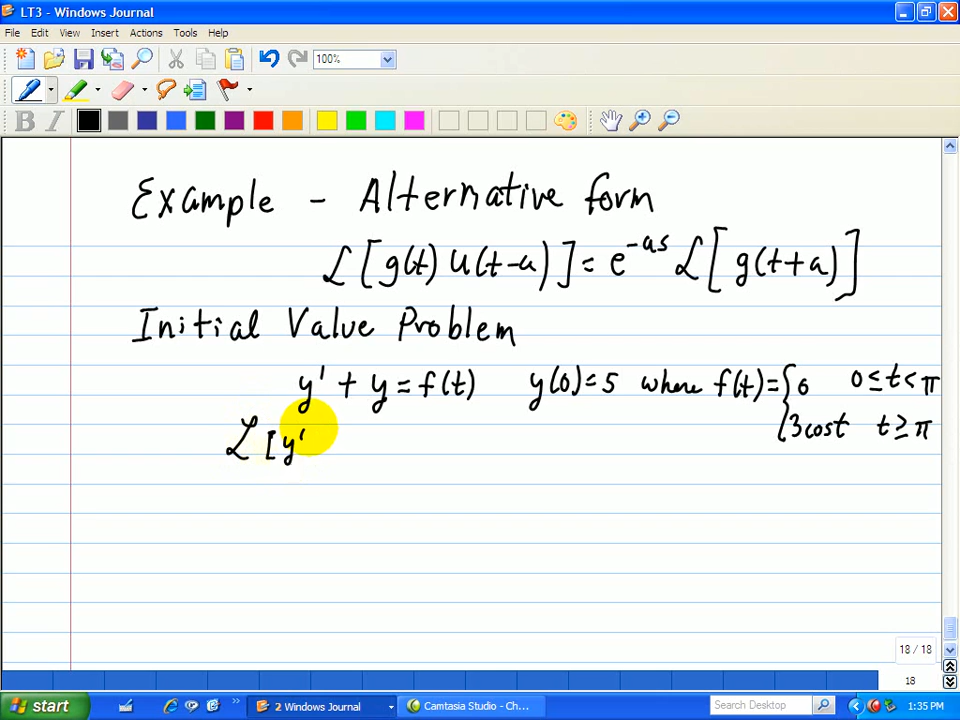 LT3 - Windows Journal
File Edit View Insert Actions Tools Help
100%
B I
Example - Alternative form
ℒ[g(t) U(t-a)] = e^{-as} ℒ[g(t+a)]
Initial Value Problem
y' + y = f(t) y(0) = 5 where f(t) = { 0 0 ≤ t < π
{ 3cost t ≥ π
ℒ [y'
18 / 18
18
start 2 Windows Journal Camtasia Studio - Ch... Search Desktop 1:35 PM